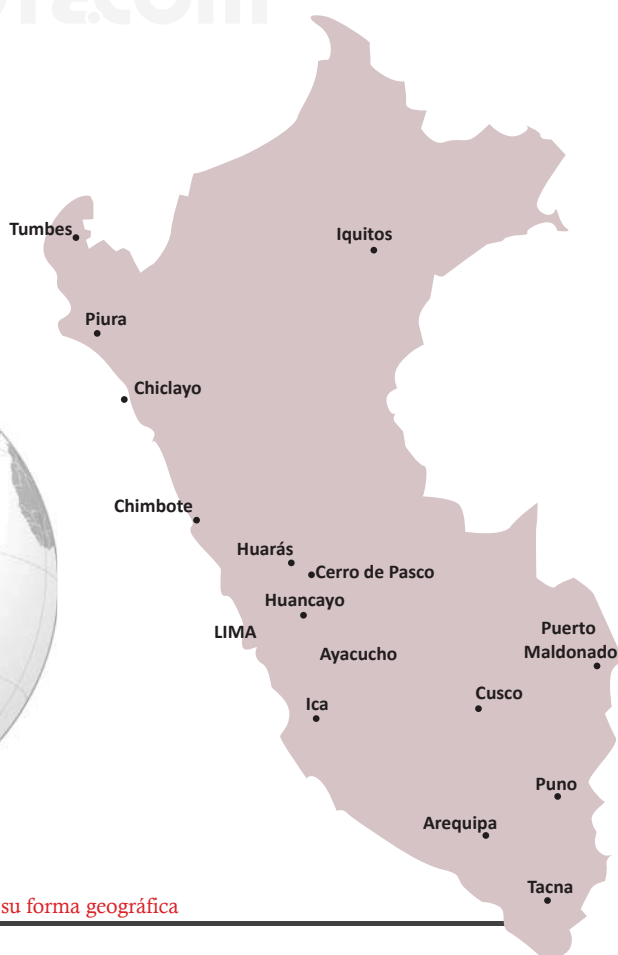 Tumbes
Iquitos
Piura
Chiclayo
Chimbote
Huarás
Cerro de Pasco
Huancayo
LIMA
Puerto
Maldonado
Ayacucho
Cusco
Ica
Puno
Arequipa
Tacna
su forma geográfica